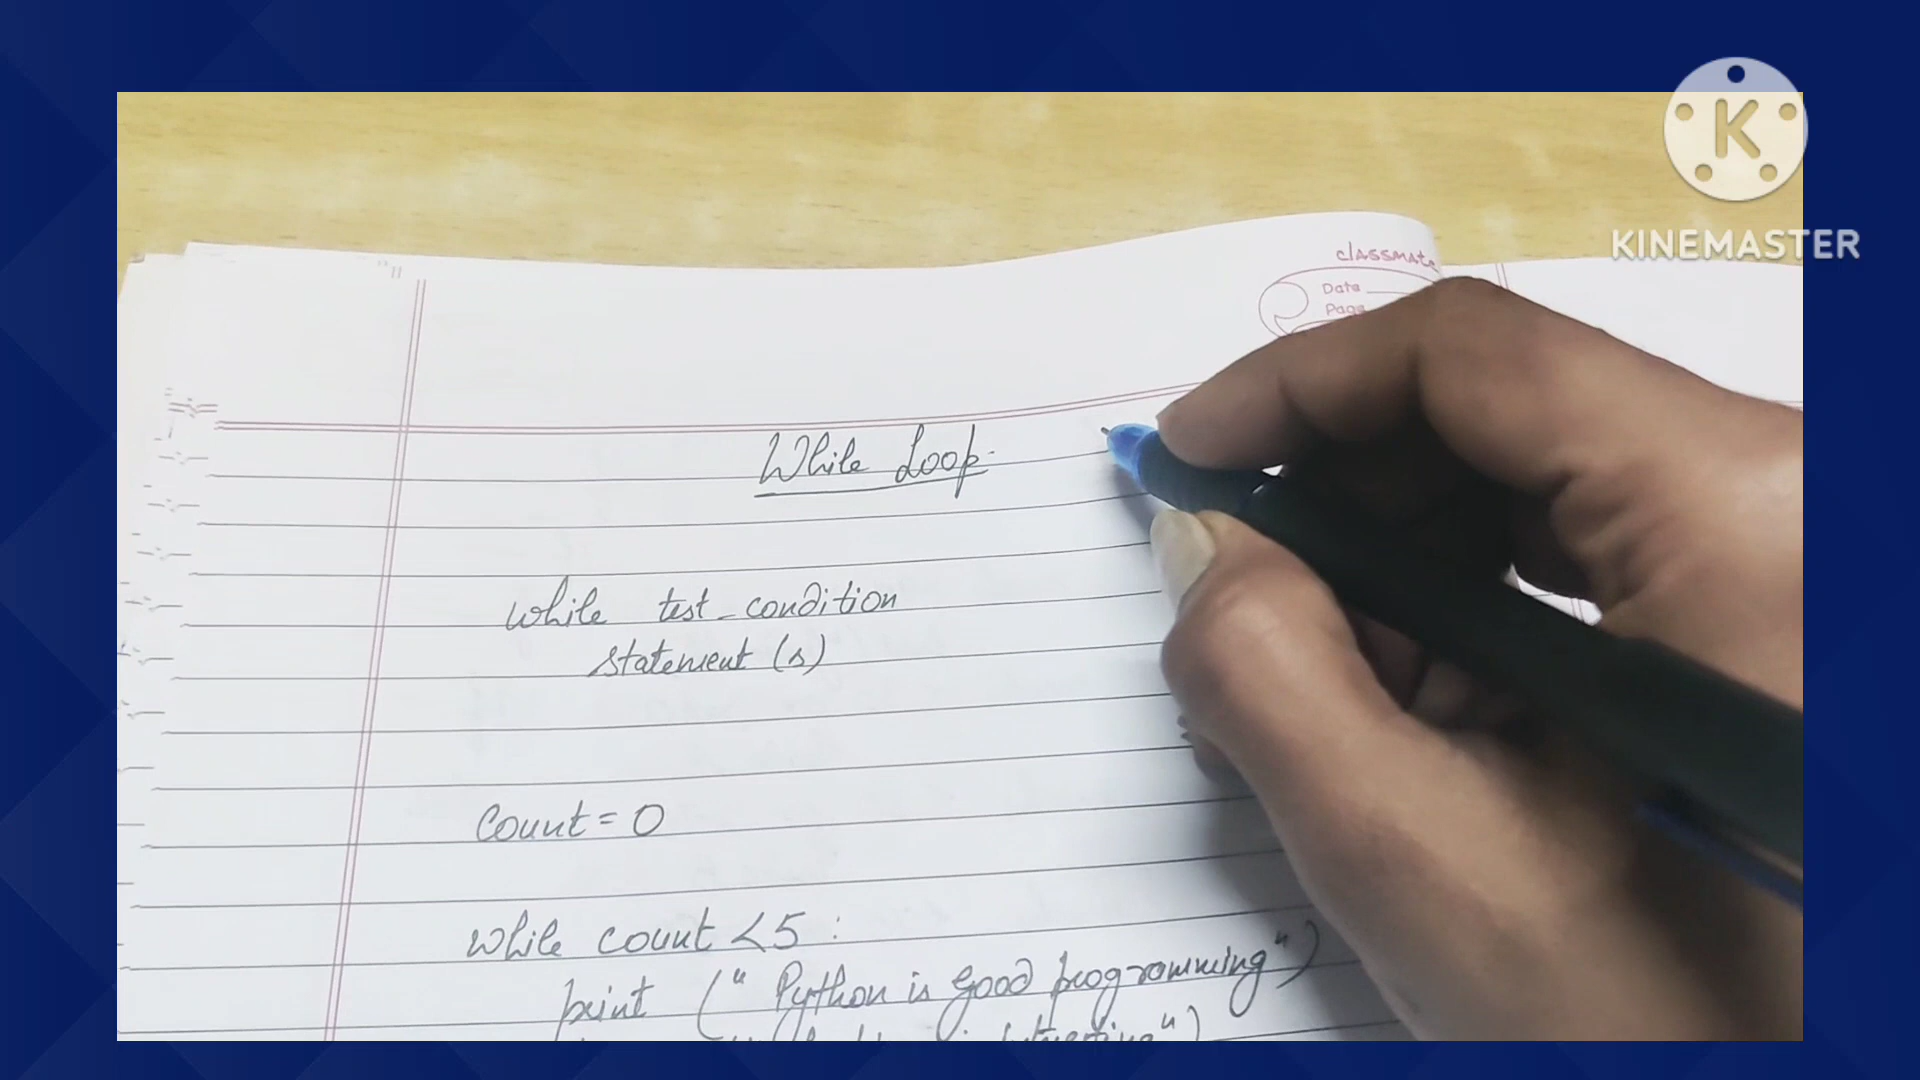 KINEMASTER
classmate
Date
Page
While Loop
While test_condition
statement (s)
Count = 0
While count < 5 :
print (" Python is good programming")
")